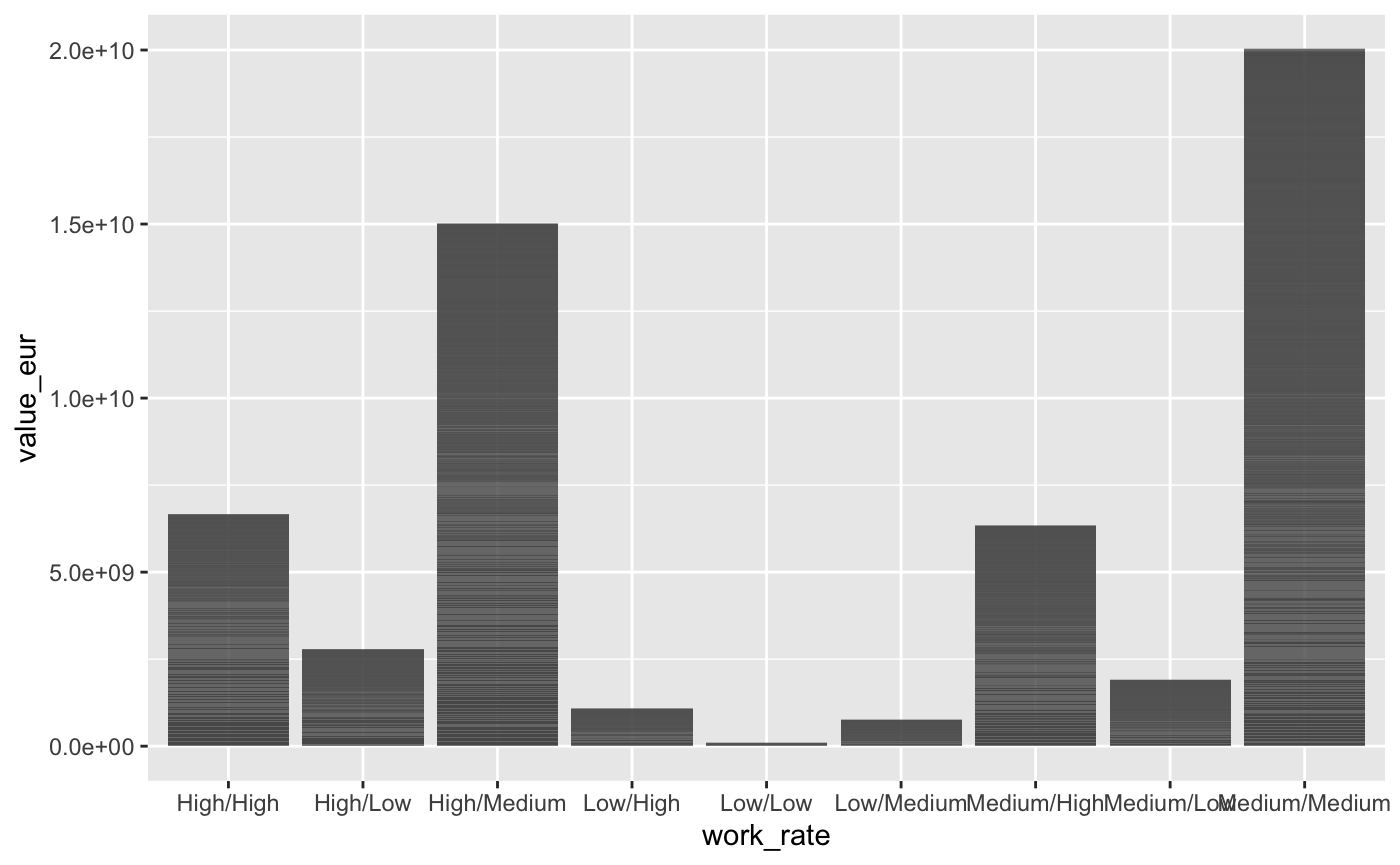 2.0e+10
1.5e+10
1.0e+10
5.0e+09
0.0e+00
value_eur
High/High High/Low High/Medium Low/High Low/Low Low/Medium Medium/High Medium/Low Medium/Medium
work_rate